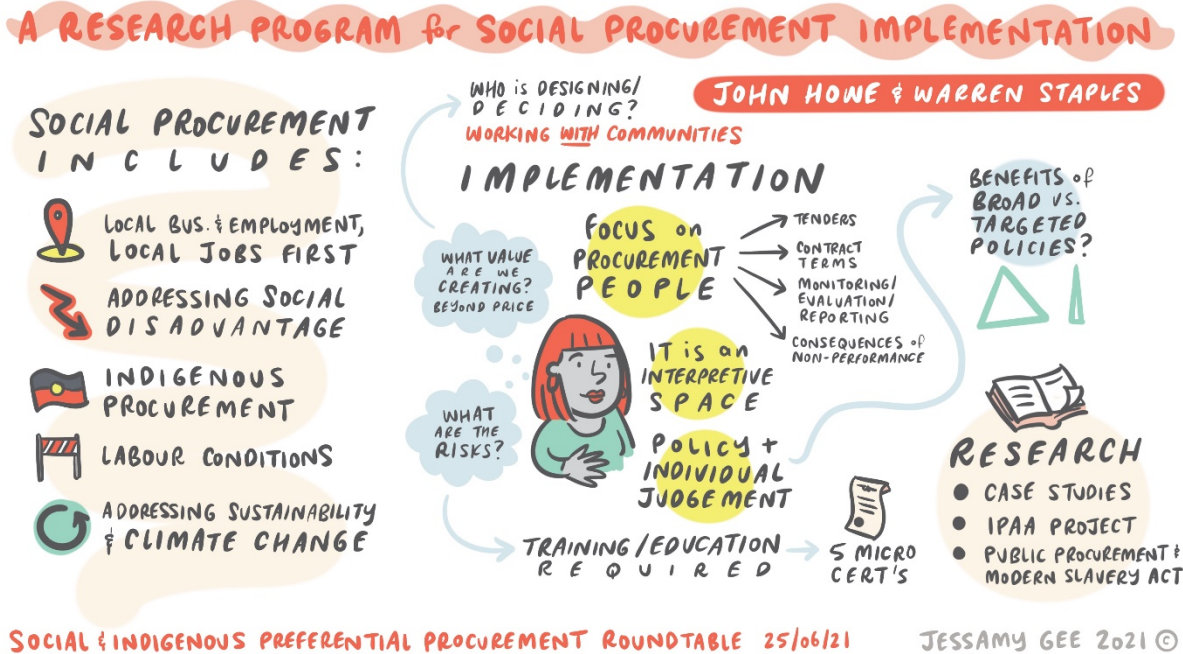 A RESEARCH PROGRAM for SOCIAL PROCUREMENT IMPLEMENTATION
JOHN HOWE & WARREN STAPLES
SOCIAL PROCUREMENT
INCLUDES:
LOCAL BUS. & EMPLOYMENT,
LOCAL JOBS FIRST
ADDRESSING SOCIAL
DISADVANTAGE
INDIGENOUS
PROCUREMENT
LABOUR CONDITIONS
ADDRESSING SUSTAINABILITY
& CLIMATE CHANGE
WHO is DESIGNING/
DECIDING?
WORKING WITH COMMUNITIES
IMPLEMENTATION
WHAT VALUE
ARE WE
CREATING?
BEYOND PRICE
WHAT
ARE THE
RISKS?
FOCUS on
PROCUREMENT
PEOPLE
TENDERS
CONTRACT
TERMS
MONITORING/
EVALUATION/
REPORTING
CONSEQUENCES of
NON-PERFORMANCE
IT is an
INTERPRETIVE
SPACE
POLICY +
INDIVIDUAL
JUDGEMENT
TRAINING/EDUCATION
REQUIRED
5 MICRO
CERT'S
BENEFITS of
BROAD VS.
TARGETED
POLICIES?
RESEARCH
● CASE STUDIES
● IPAA PROJECT
● PUBLIC PROCUREMENT &
MODERN SLAVERY ACT
SOCIAL & INDIGENOUS PREFERENTIAL PROCUREMENT ROUNDTABLE 25/06/21
JESSAMY GEE 2021 ©